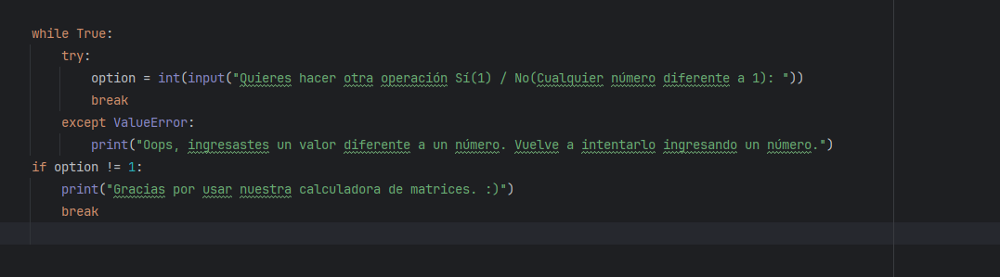 while True:
try:
option = int(input("Quieres hacer otra operación Sí(1) / No(Cualquier número diferente a 1): "))
break
except ValueError:
print("Oops, ingresastes un valor diferente a un número. Vuelve a intentarlo ingresando un número.")
if option != 1:
print("Gracias por usar nuestra calculadora de matrices. :)")
break